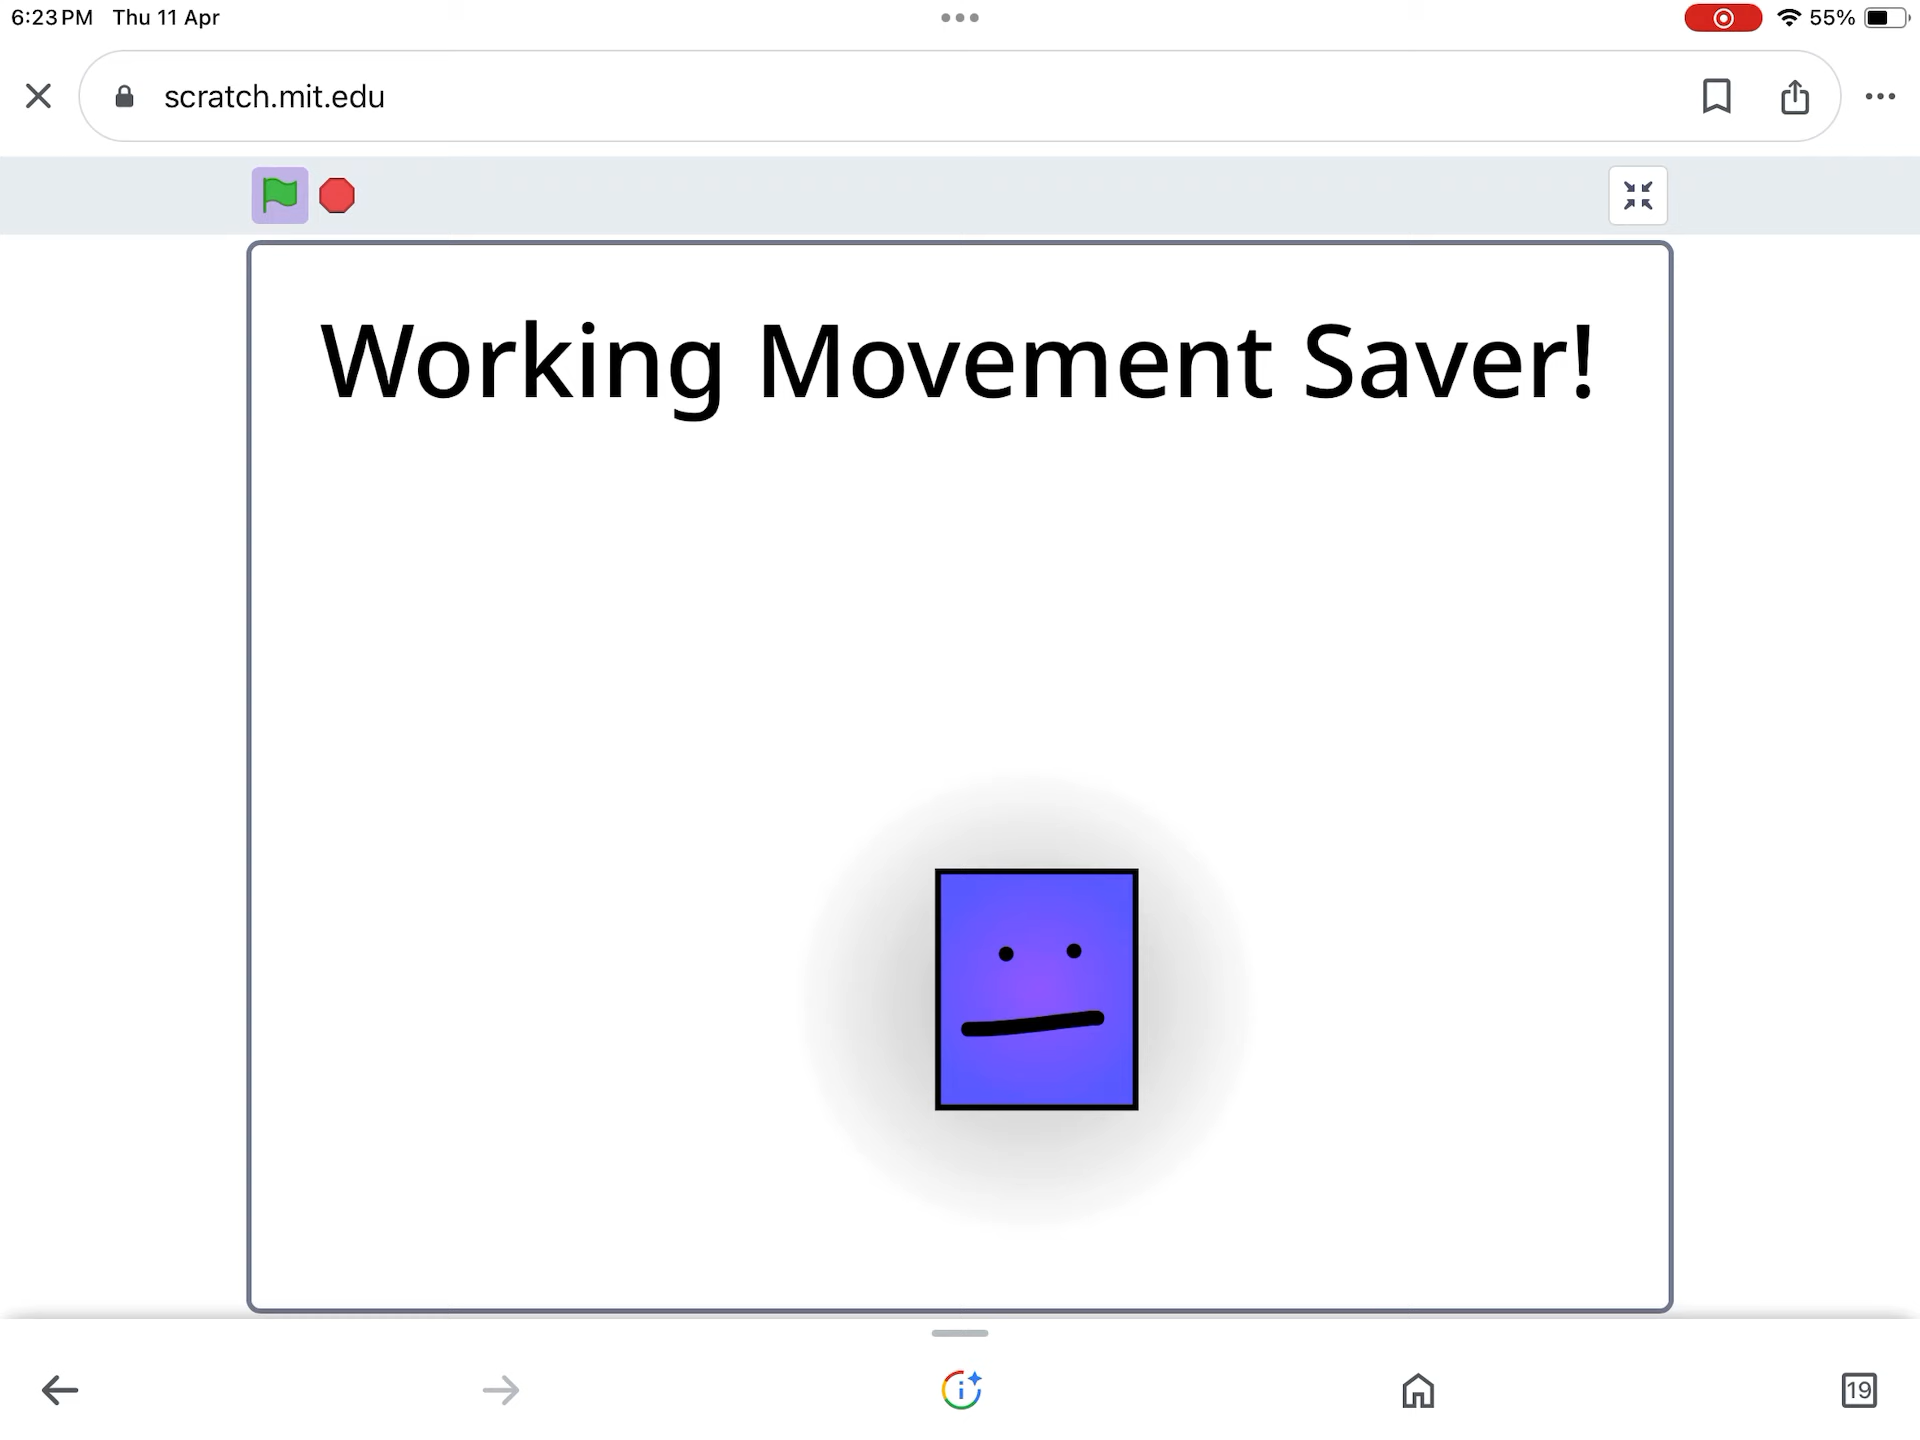 6:23 PM Thu 11 Apr
55%
scratch.mit.edu
Working Movement Saver!
19